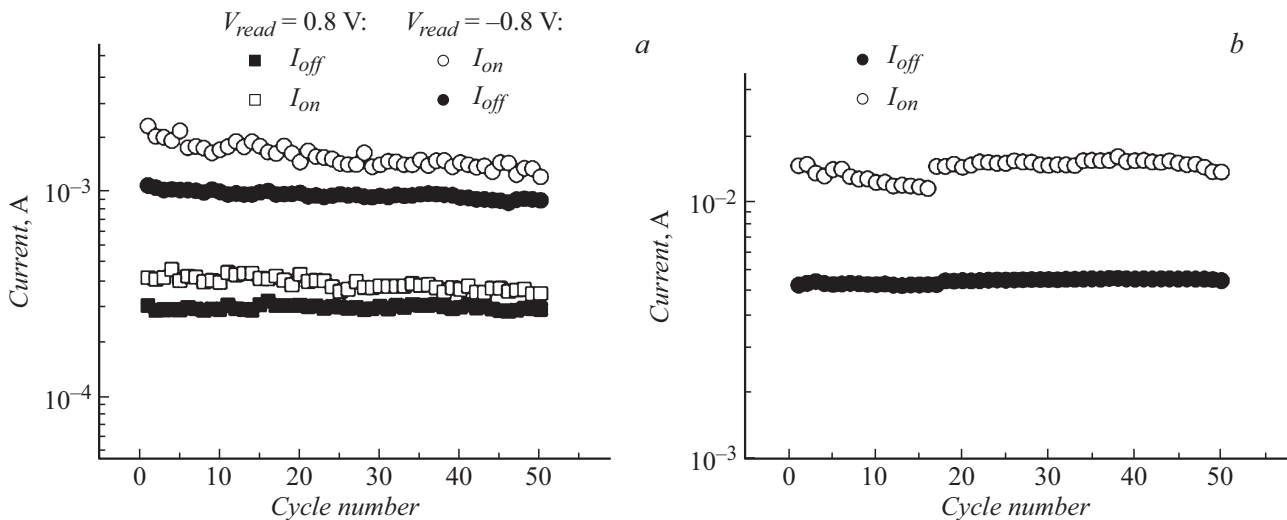 V_read = 0.8 V: V_read = –0.8 V:
■ I_off ○ I_on
□ I_on ● I_off
a
10⁻³
10⁻⁴
Current, A
0 10 20 30 40 50
Cycle number
b
● I_off
○ I_on
10⁻²
10⁻³
Current, A
0 10 20 30 40 50
Cycle number